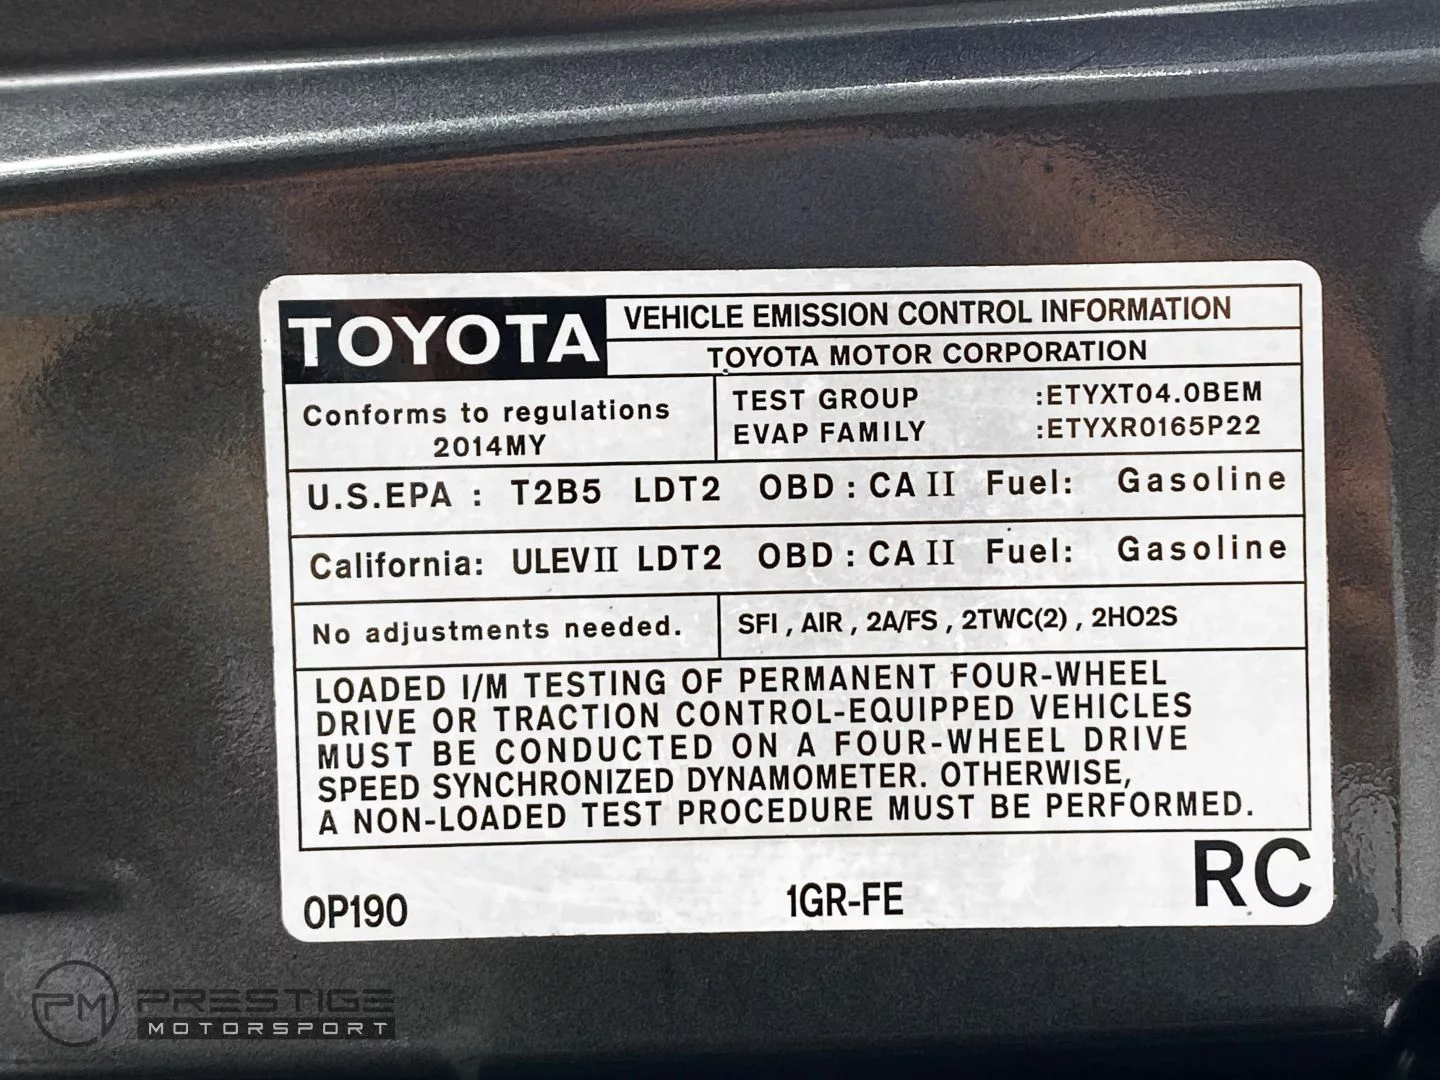 TOYOTA
VEHICLE EMISSION CONTROL INFORMATION
TOYOTA MOTOR CORPORATION
Conforms to regulations
2014MY
TEST GROUP :ETYXT04.0BEM
EVAP FAMILY :ETYXR0165P22
U.S.EPA : T2B5 LDT2 OBD : CA II Fuel: Gasoline
California: ULEVII LDT2 OBD : CA II Fuel: Gasoline
No adjustments needed.
SFI , AIR , 2A/FS , 2TWC(2) , 2HO2S
LOADED I/M TESTING OF PERMANENT FOUR-WHEEL
DRIVE OR TRACTION CONTROL-EQUIPPED VEHICLES
MUST BE CONDUCTED ON A FOUR-WHEEL DRIVE
SPEED SYNCHRONIZED DYNAMOMETER. OTHERWISE,
A NON-LOADED TEST PROCEDURE MUST BE PERFORMED.
0P190 1GR-FE RC
PM PRESTIGE
MOTORSPORT